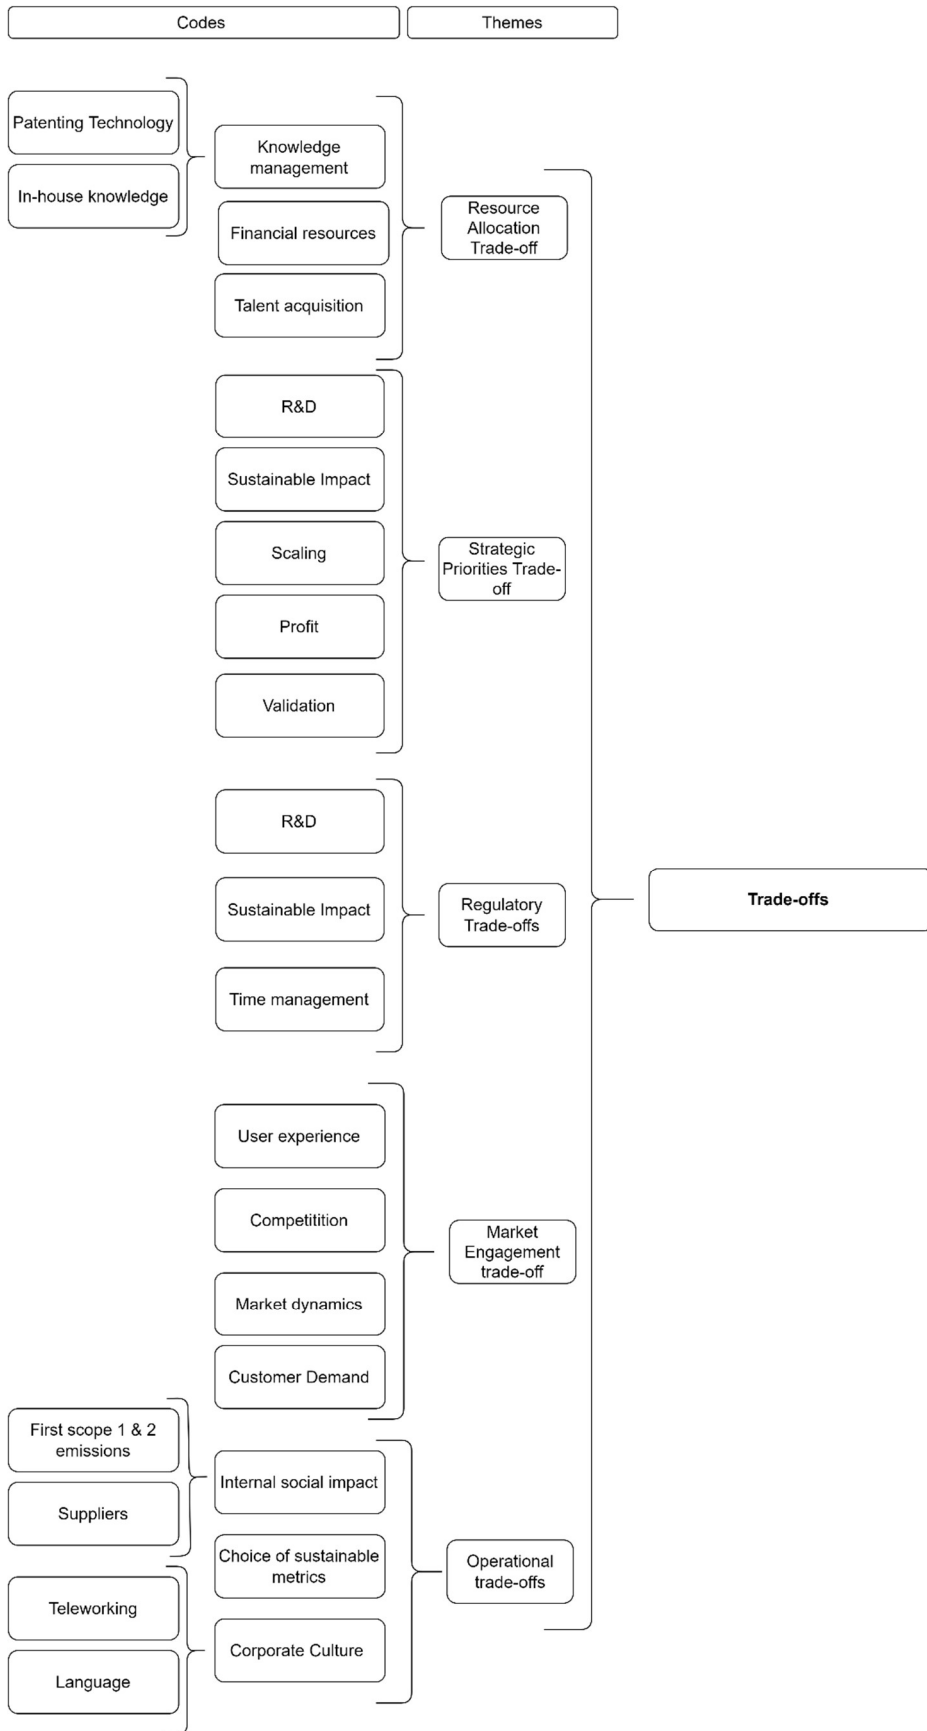 Codes
Themes
Patenting Technology
In-house knowledge
Knowledge
management
Financial resources
Talent acquisition
Resource
Allocation
Trade-off
R&D
Sustainable Impact
Scaling
Profit
Validation
Strategic
Priorities Trade-
off
R&D
Sustainable Impact
Time management
Regulatory
Trade-offs
Trade-offs
User experience
Competitition
Market dynamics
Customer Demand
Market
Engagement
trade-off
First scope 1 & 2
emissions
Suppliers
Internal social impact
Choice of sustainable
metrics
Teleworking
Language
Corporate Culture
Operational
trade-offs